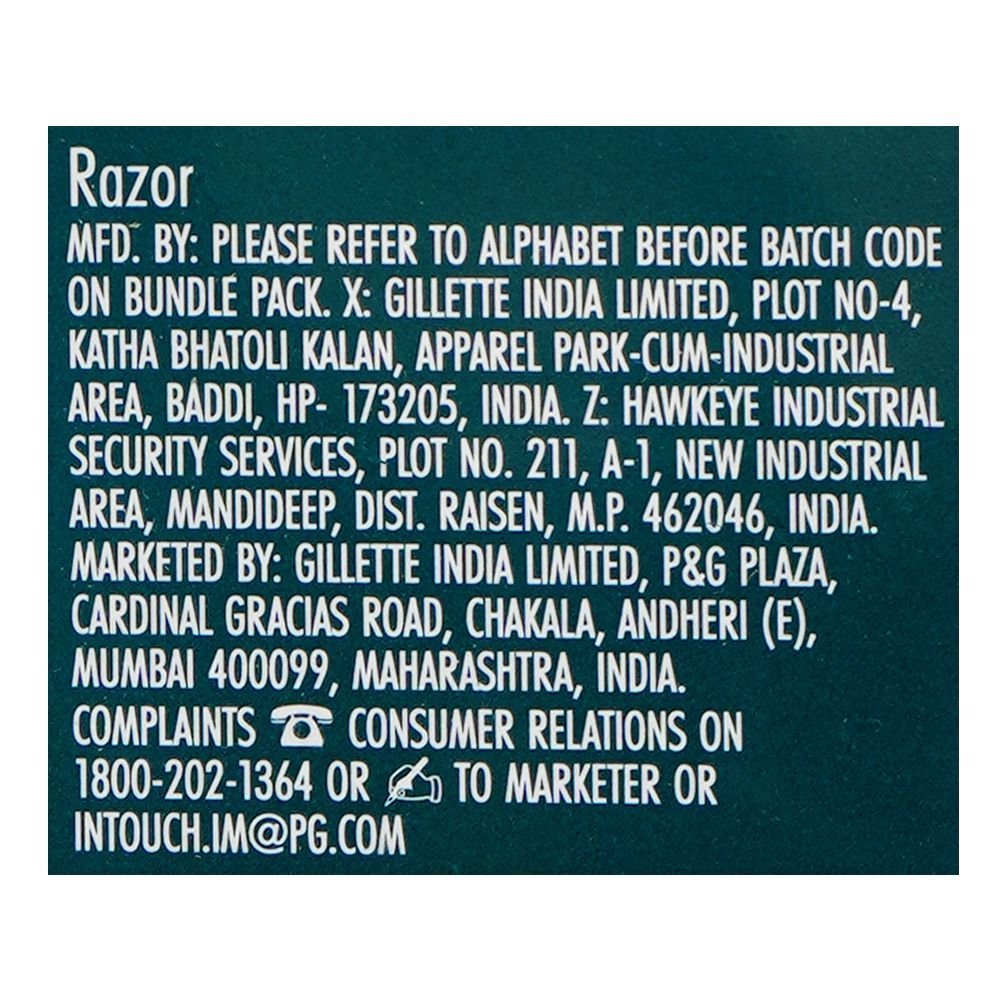 Razor
MFD. BY: PLEASE REFER TO ALPHABET BEFORE BATCH CODE
ON BUNDLE PACK. X: GILLETTE INDIA LIMITED, PLOT NO-4,
KATHA BHATOLI KALAN, APPAREL PARK-CUM-INDUSTRIAL
AREA, BADDI, HP- 173205, INDIA. Z: HAWKEYE INDUSTRIAL
SECURITY SERVICES, PLOT NO. 211, A-1, NEW INDUSTRIAL
AREA, MANDIDEEP, DIST. RAISEN, M.P. 462046, INDIA.
MARKETED BY: GILLETTE INDIA LIMITED, P&G PLAZA,
CARDINAL GRACIAS ROAD, CHAKALA, ANDHERI (E),
MUMBAI 400099, MAHARASHTRA, INDIA.
COMPLAINTS ☎ CONSUMER RELATIONS ON
1800-202-1364 OR ✍ TO MARKETER OR
INTOUCH.IM@PG.COM